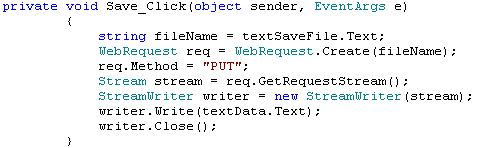 private void Save_Click(object sender, EventArgs e)
{
string fileName = textSaveFile.Text;
WebRequest req = WebRequest.Create(fileName);
req.Method = "PUT";
Stream stream = req.GetRequestStream();
StreamWriter writer = new StreamWriter(stream);
writer.Write(textData.Text);
writer.Close();
}